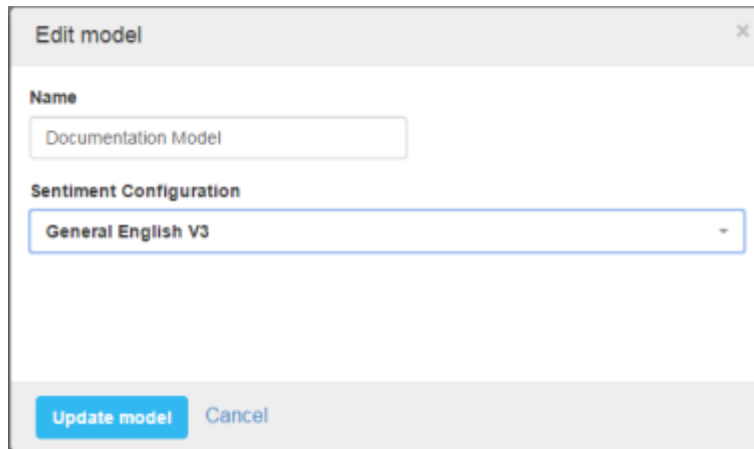 Edit model
Name
Documentation Model
Sentiment Configuration
General English V3
Update model Cancel